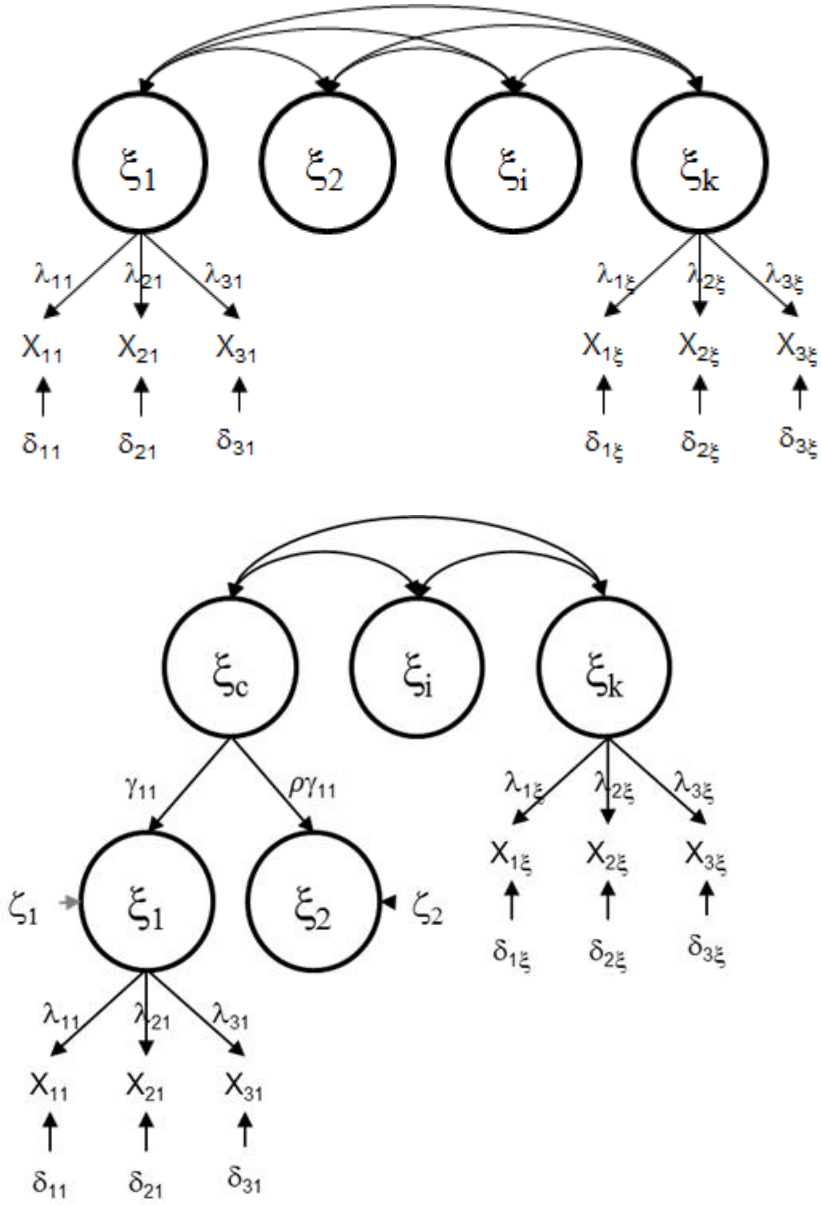 ξ₁ ξ₂ ξᵢ ξₖ
λ₁₁ λ₂₁ λ₃₁ λ₁ξ λ₂ξ λ₃ξ
X₁₁ X₂₁ X₃₁ X₁ξ X₂ξ X₃ξ
δ₁₁ δ₂₁ δ₃₁ δ₁ξ δ₂ξ δ₃ξ
ξc ξᵢ ξₖ
γ₁₁ ργ₁₁ λ₁ξ λ₂ξ λ₃ξ
X₁ξ X₂ξ X₃ξ
ζ₁ ξ₁ ξ₂ ζ₂
δ₁ξ δ₂ξ δ₃ξ
λ₁₁ λ₂₁ λ₃₁
X₁₁ X₂₁ X₃₁
δ₁₁ δ₂₁ δ₃₁